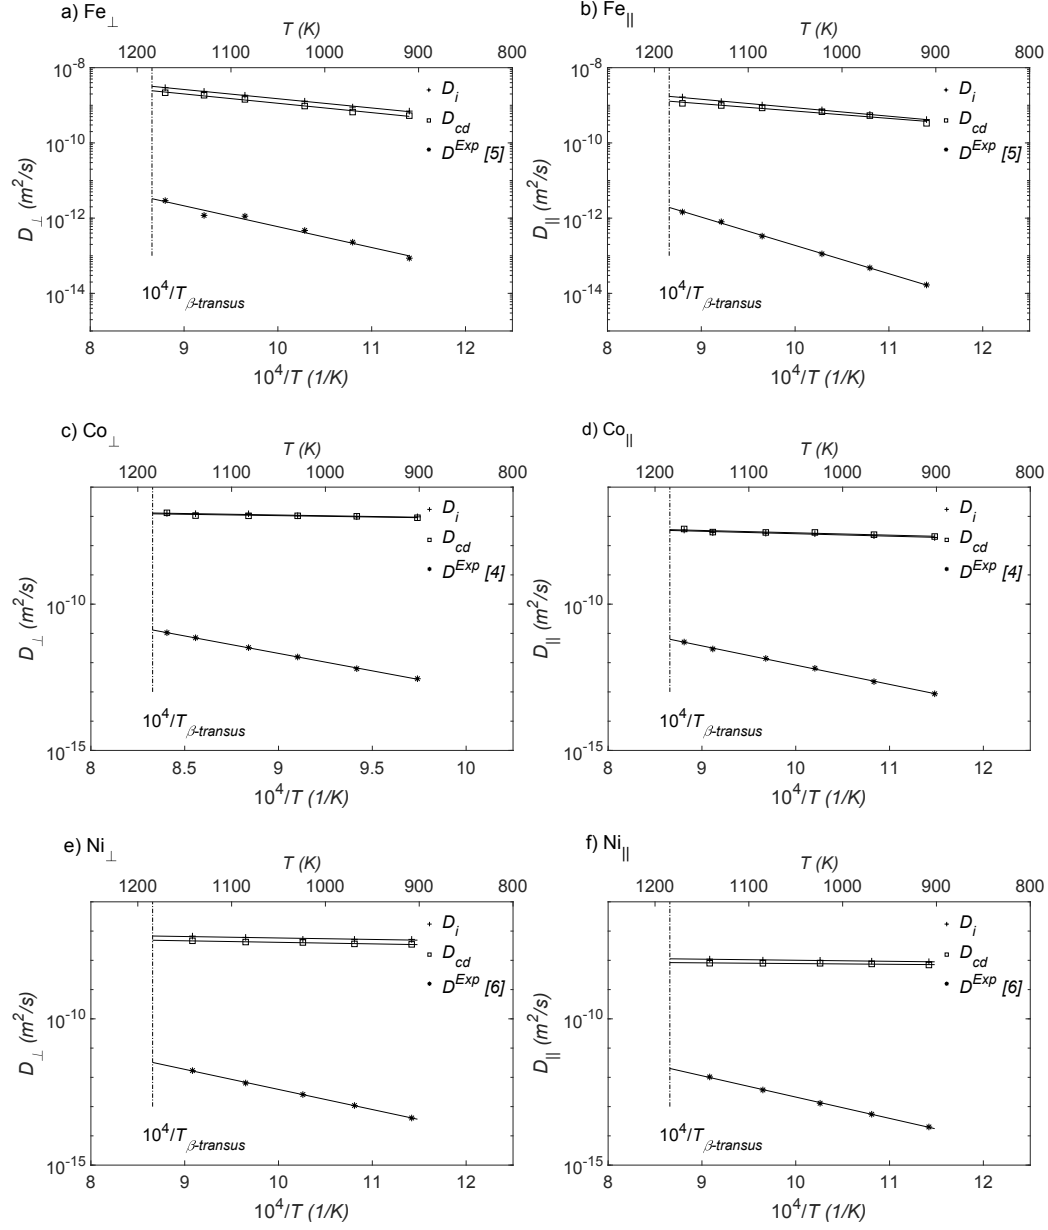 a) Fe⊥
T (K)
1200 1100 1000 900 800
10^-8
10^-10
10^-12
10^-14
D⊥ (m^2/s)
D_i
D_cd
D^Exp [5]
10^4/T_β-transus
8 9 10 11 12
10^4/T (1/K)
b) Fe||
T (K)
1200 1100 1000 900 800
10^-8
10^-10
10^-12
10^-14
D|| (m^2/s)
D_i
D_cd
D^Exp [5]
10^4/T_β-transus
8 9 10 11 12
10^4/T (1/K)
c) Co⊥
T (K)
1200 1100 1000 900 800
10^-10
10^-15
D⊥ (m^2/s)
D_i
D_cd
D^Exp [4]
10^4/T_β-transus
8 8.5 9 9.5 10
10^4/T (1/K)
d) Co||
T (K)
1200 1100 1000 900 800
10^-10
10^-15
D|| (m^2/s)
D_i
D_cd
D^Exp [4]
10^4/T_β-transus
8 9 10 11 12
10^4/T (1/K)
e) Ni⊥
T (K)
1200 1100 1000 900 800
10^-10
10^-15
D⊥ (m^2/s)
D_i
D_cd
D^Exp [6]
10^4/T_β-transus
8 9 10 11 12
10^4/T (1/K)
f) Ni||
T (K)
1200 1100 1000 900 800
10^-10
10^-15
D|| (m^2/s)
D_i
D_cd
D^Exp [6]
10^4/T_β-transus
8 9 10 11 12
10^4/T (1/K)